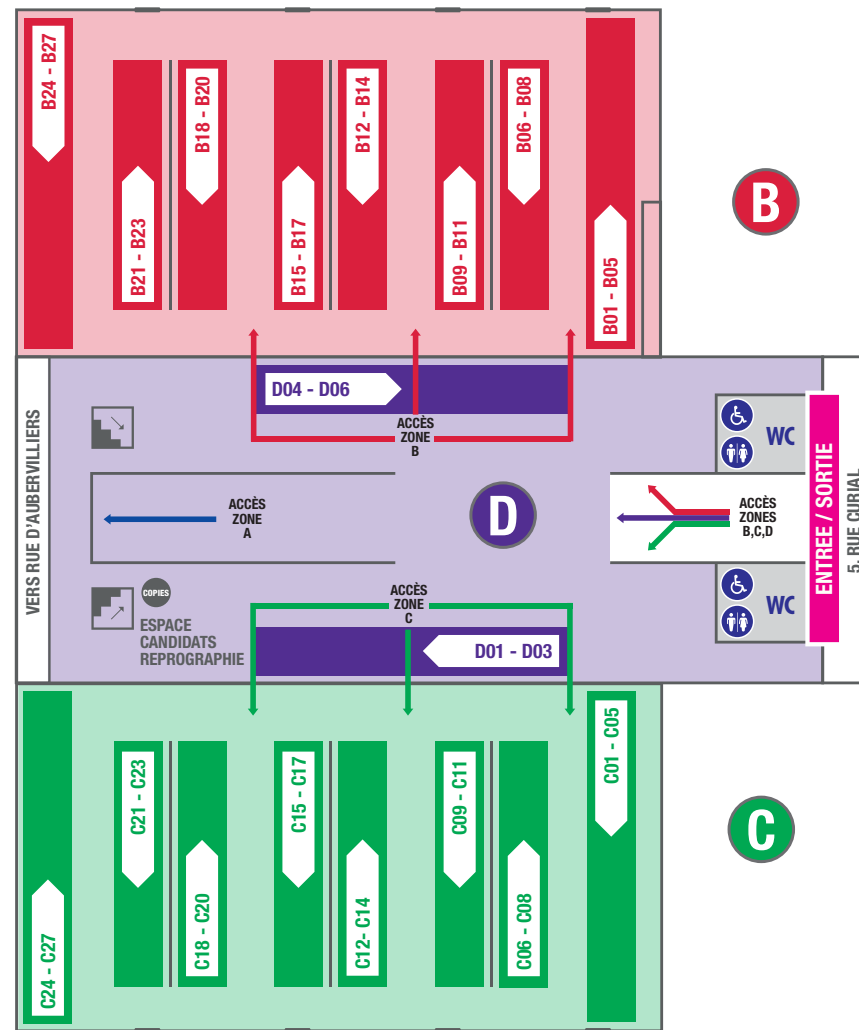 B24 - B27
B21 - B23
B18 - B20
B15 - B17
B12 - B14
B09 - B11
B06 - B08
B01 - B05
B
VERS RUE D'AUBERVILLIERS
D04 - D06
ACCÈS
ZONE
B
WC
ACCÈS
ZONE
A
D
ACCÈS
ZONES
B,C,D
ENTREE / SORTIE
5, RUE CURIAL
COPIES
ESPACE
CANDIDATS
REPROGRAPHIE
ACCÈS
ZONE
C
WC
D01 - D03
C24 - C27
C21 - C23
C18 - C20
C15 - C17
C12- C14
C09 - C11
C06 - C08
C01 - C05
C